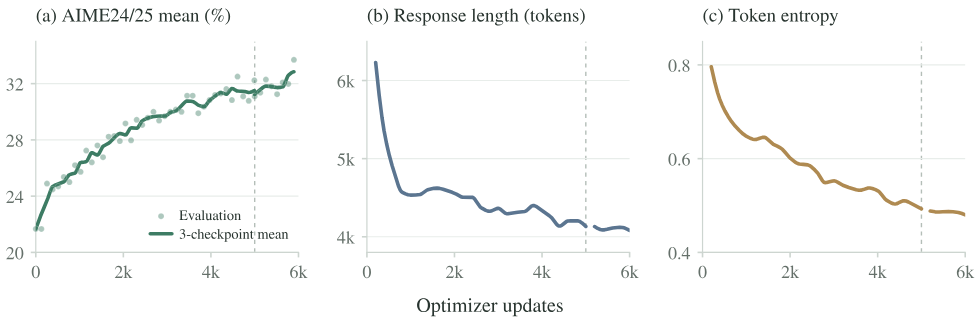 (a) AIME24/25 mean (%)
32
28
24
20
0
2k
4k
6k
Evaluation
3-checkpoint mean
(b) Response length (tokens)
6k
5k
4k
0
2k
4k
6k
(c) Token entropy
0.8
0.6
0.4
0
2k
4k
6k
Optimizer updates